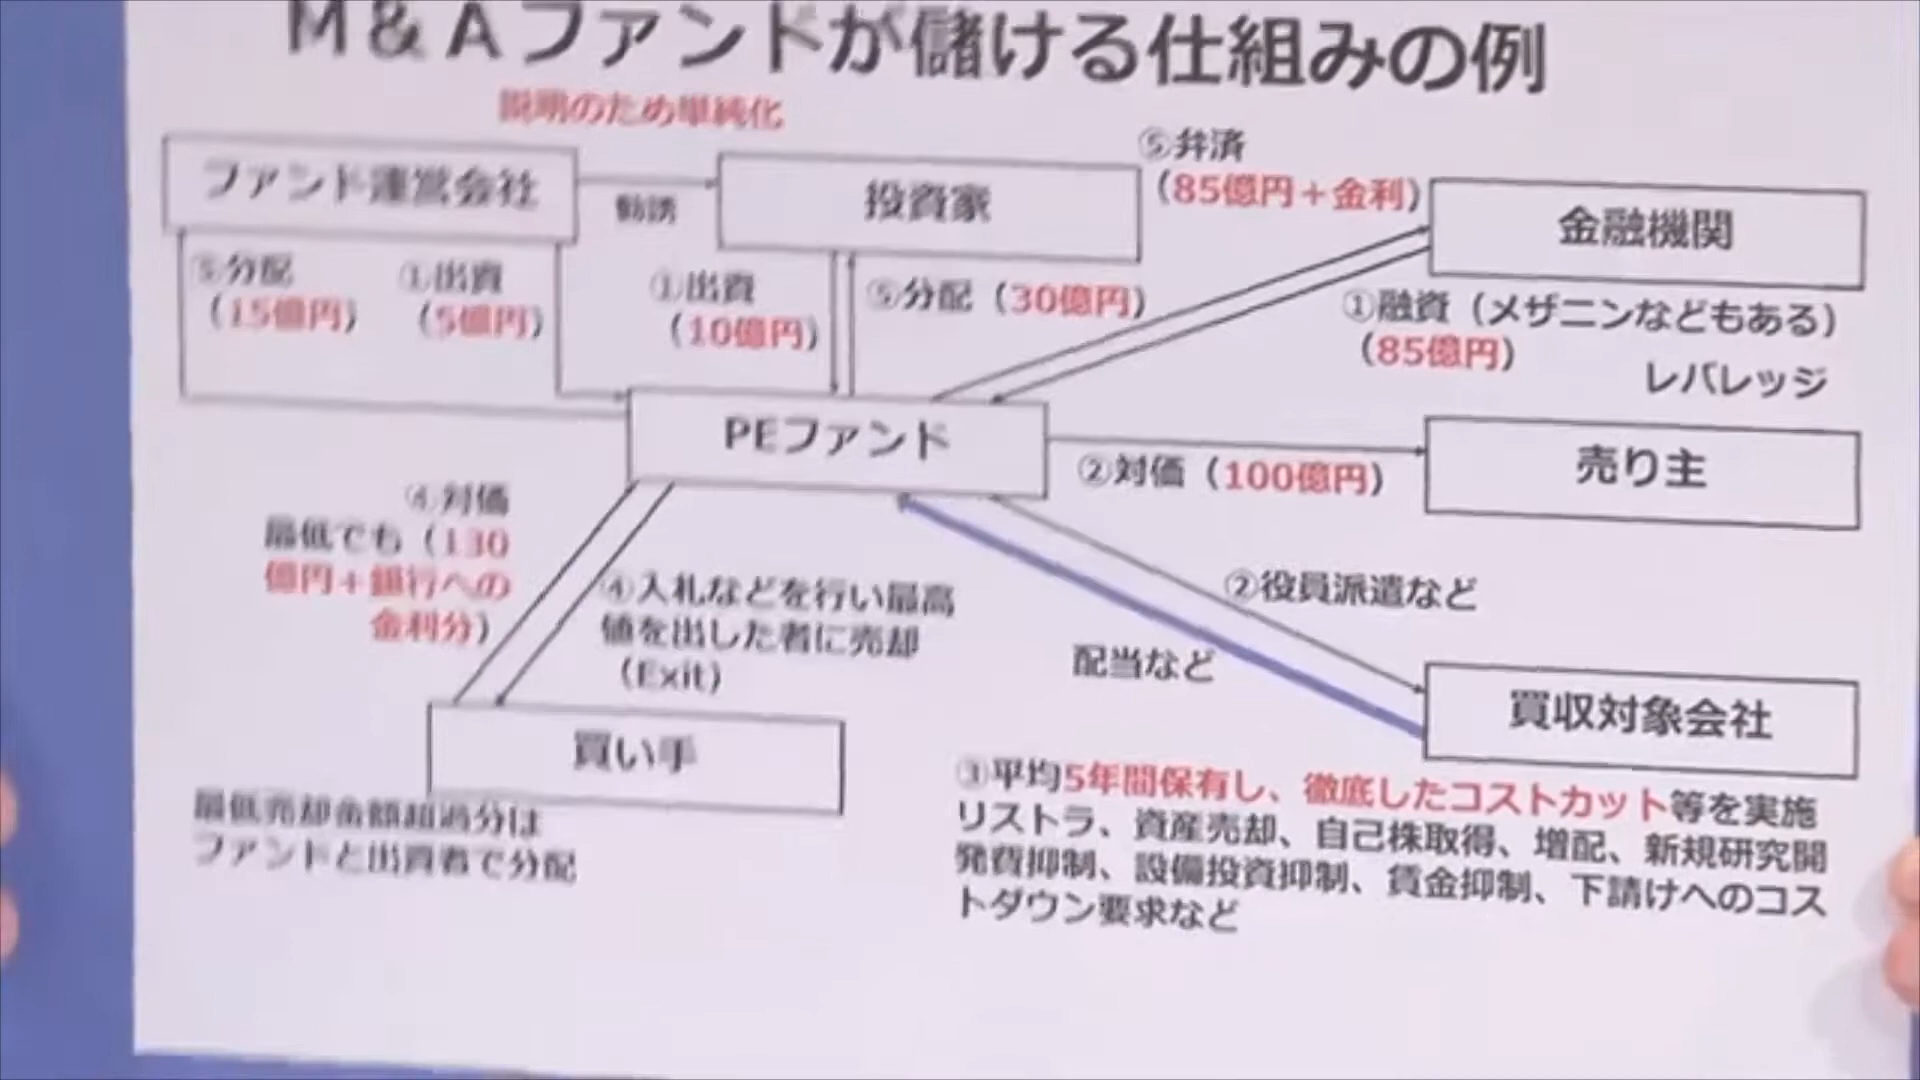 M＆Aファンドが儲ける仕組みの例
説明のため単純化
ファンド運営会社
勧誘
投資家
⑤弁済
（85億円＋金利）
金融機関
⑤分配
（15億円）
①出資
（5億円）
①出資
（10億円）
⑤分配（30億円）
①融資（メザニンなどもある）
（85億円）
レバレッジ
PEファンド
②対価（100億円）
売り主
④対価
最低でも（130
億円＋銀行への
金利分）
④入札などを行い最高
値を出した者に売却
（Exit）
②役員派遣など
配当など
買収対象会社
買い手
最低売却金額超過分は
ファンドと出資者で分配
③平均5年間保有し、徹底したコストカット等を実施
リストラ、資産売却、自己株取得、増配、新規研究開
発費抑制、設備投資抑制、賃金抑制、下請けへのコス
トダウン要求など